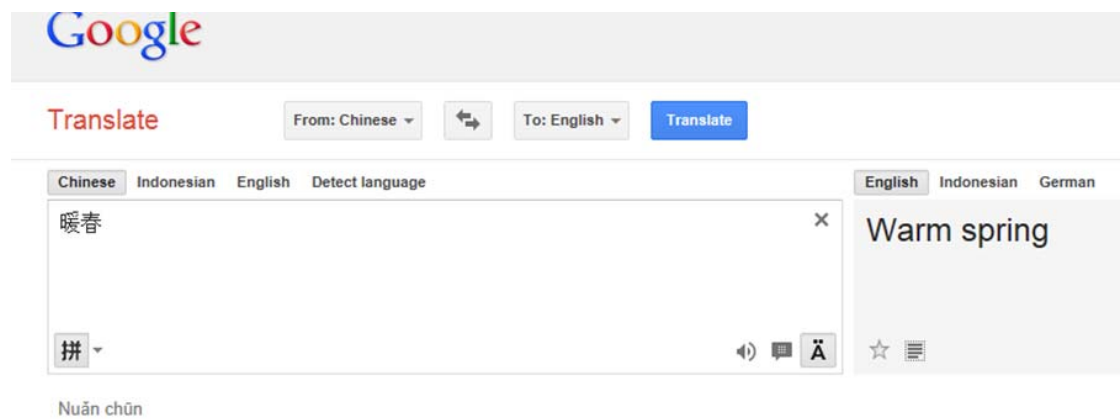 Google
Translate From: Chinese To: English Translate
Chinese Indonesian English Detect language English Indonesian German
暖春 Warm spring
拼 Ä
Nuǎn chūn